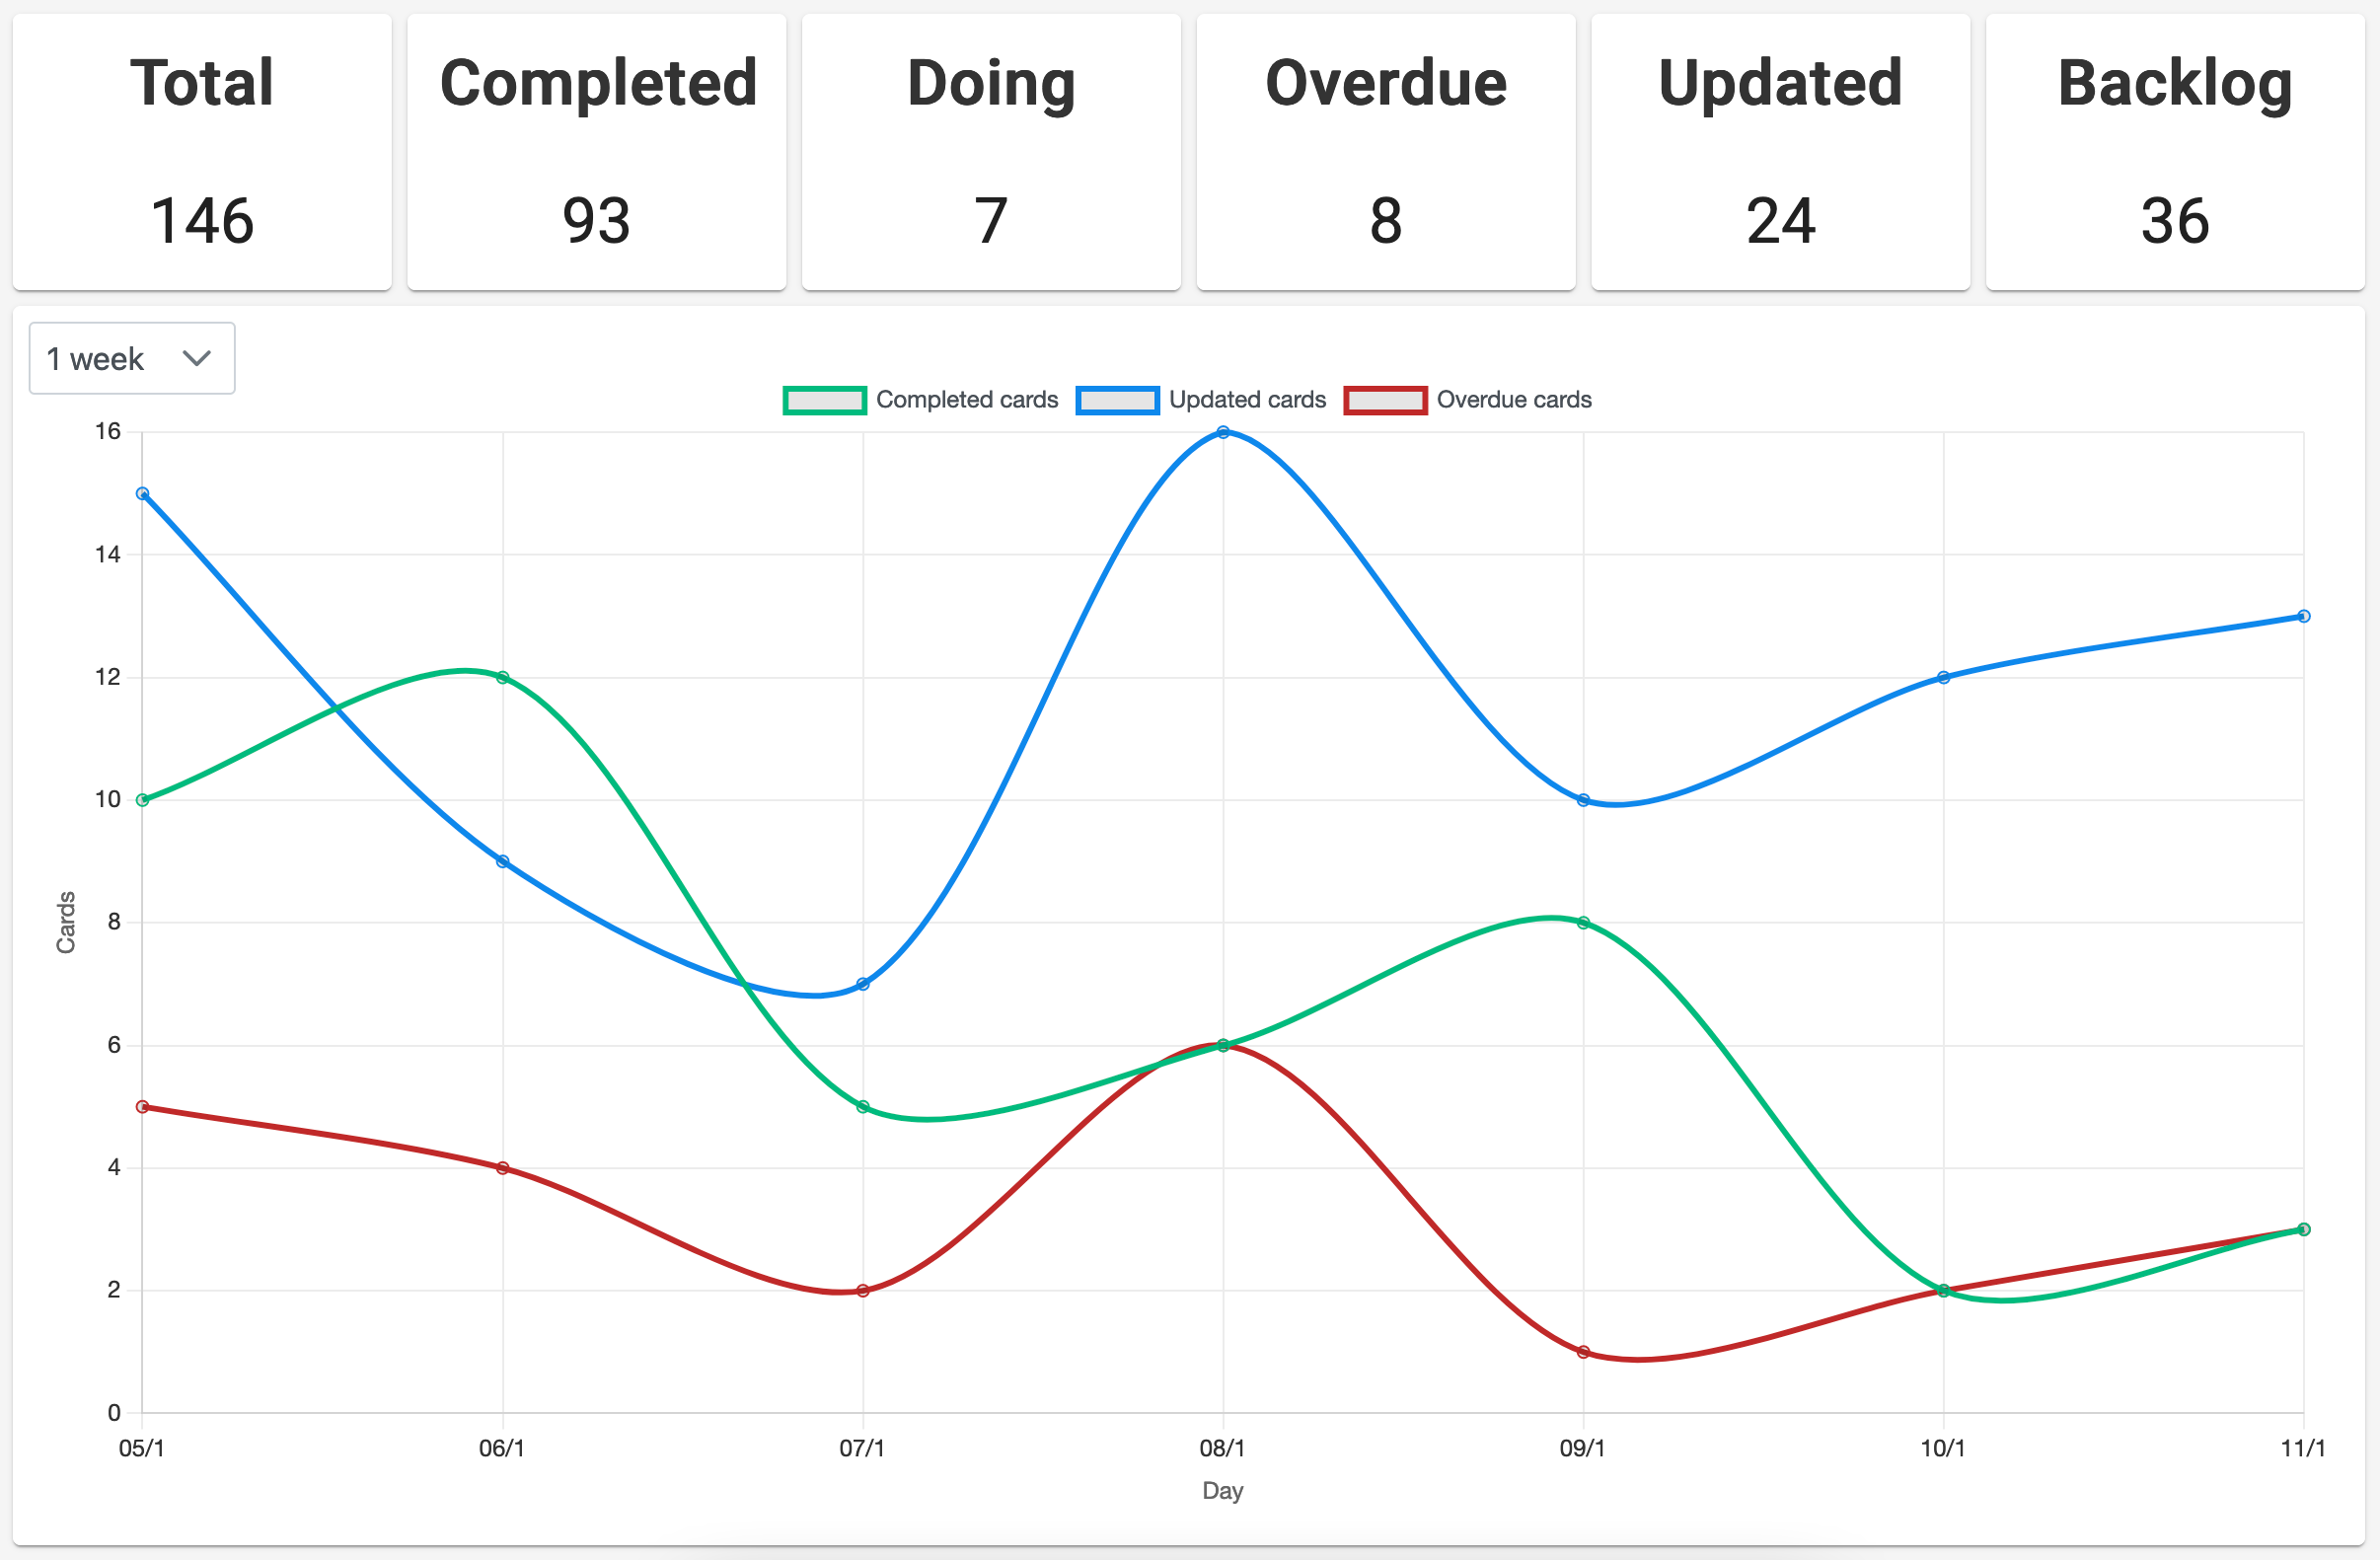 Total
146
Completed
93
Doing
7
Overdue
8
Updated
24
Backlog
36
1 week
Completed cards
Updated cards
Overdue cards
16
14
12
10
8
6
4
2
0
Cards
05/1 06/1 07/1 08/1 09/1 10/1 11/1
Day